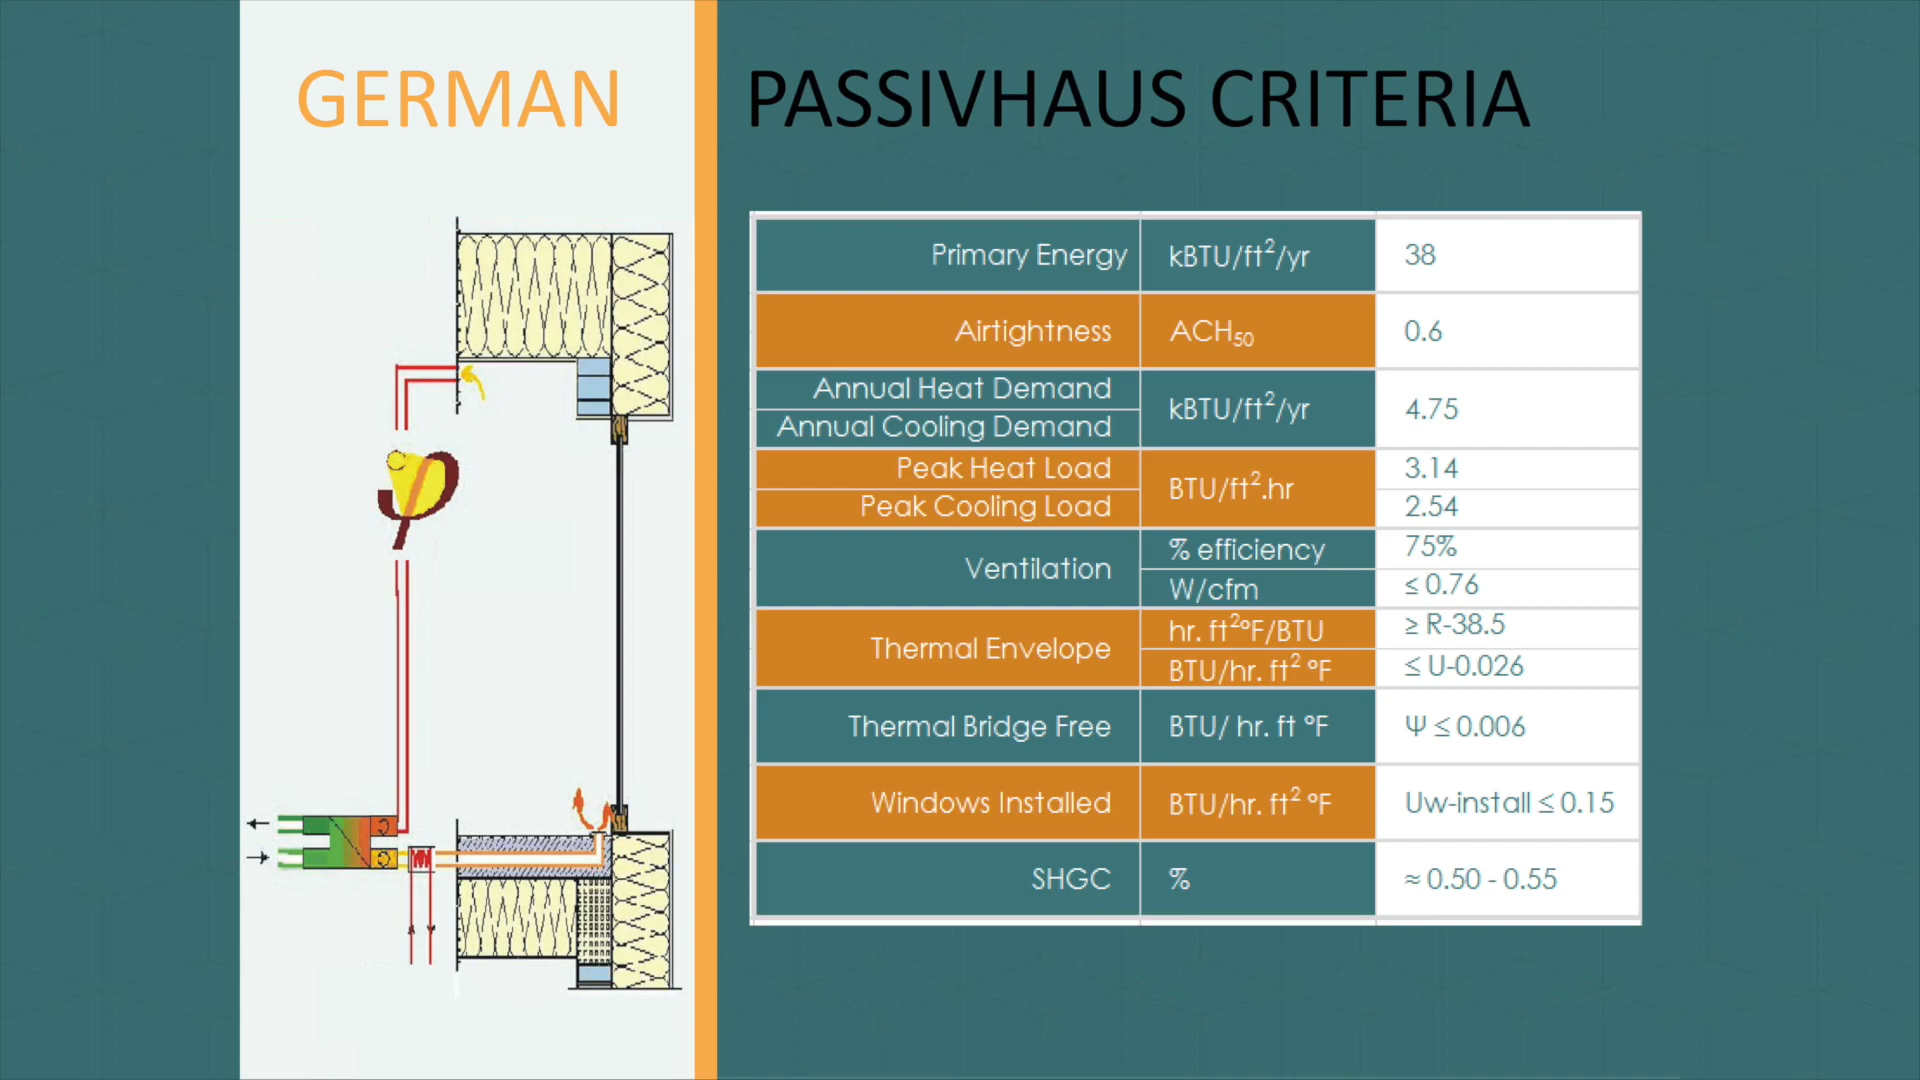 GERMAN PASSIVHAUS CRITERIA
Primary Energy kBTU/ft²/yr 38
Airtightness ACH₅₀ 0.6
Annual Heat Demand
Annual Cooling Demand
kBTU/ft²/yr 4.75
Peak Heat Load
Peak Cooling Load
BTU/ft².hr
3.14
2.54
Ventilation
% efficiency 75%
W/cfm ≤ 0.76
Thermal Envelope
hr. ft²°F/BTU ≥ R-38.5
BTU/hr. ft² °F ≤ U-0.026
Thermal Bridge Free BTU/ hr. ft °F Ψ ≤ 0.006
Windows Installed BTU/hr. ft² °F Uw-install ≤ 0.15
SHGC % ≈ 0.50 - 0.55